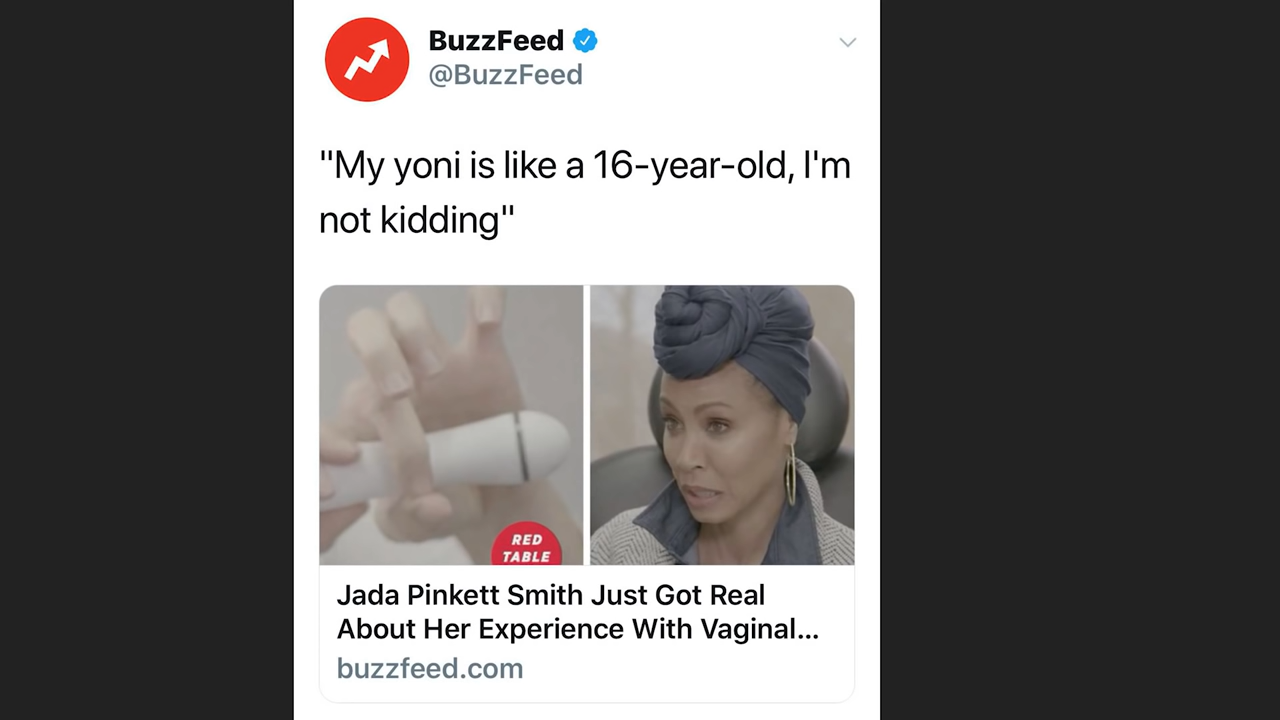 BuzzFeed
@BuzzFeed
"My yoni is like a 16-year-old, I'm
not kidding"
RED
TABLE
Jada Pinkett Smith Just Got Real
About Her Experience With Vaginal...
buzzfeed.com